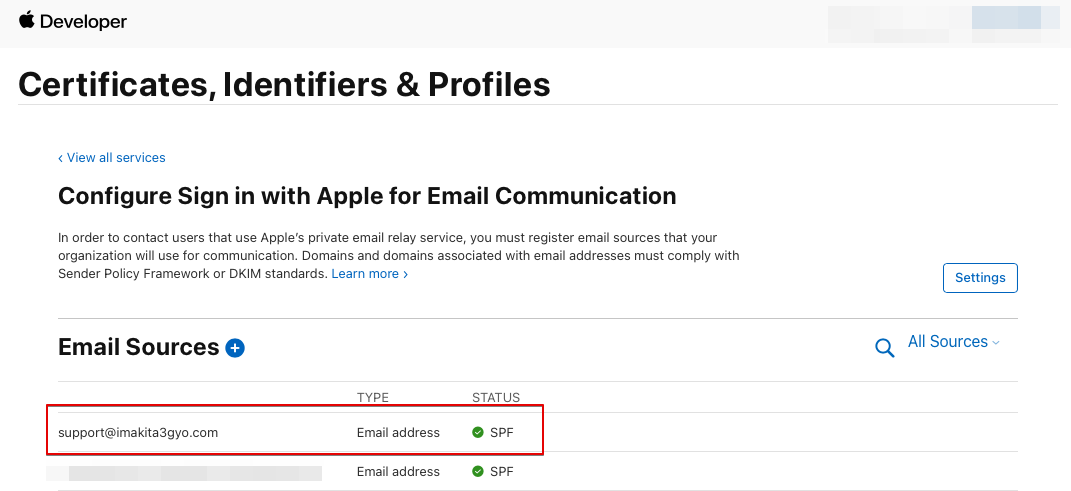 Developer
Certificates, Identifiers & Profiles
‹ View all services
Configure Sign in with Apple for Email Communication
In order to contact users that use Apple’s private email relay service, you must register email sources that your
organization will use for communication. Domains and domains associated with email addresses must comply with
Sender Policy Framework or DKIM standards. Learn more ›
Settings
Email Sources
All Sources
TYPE STATUS
support@imakita3gyo.com Email address SPF
Email address SPF